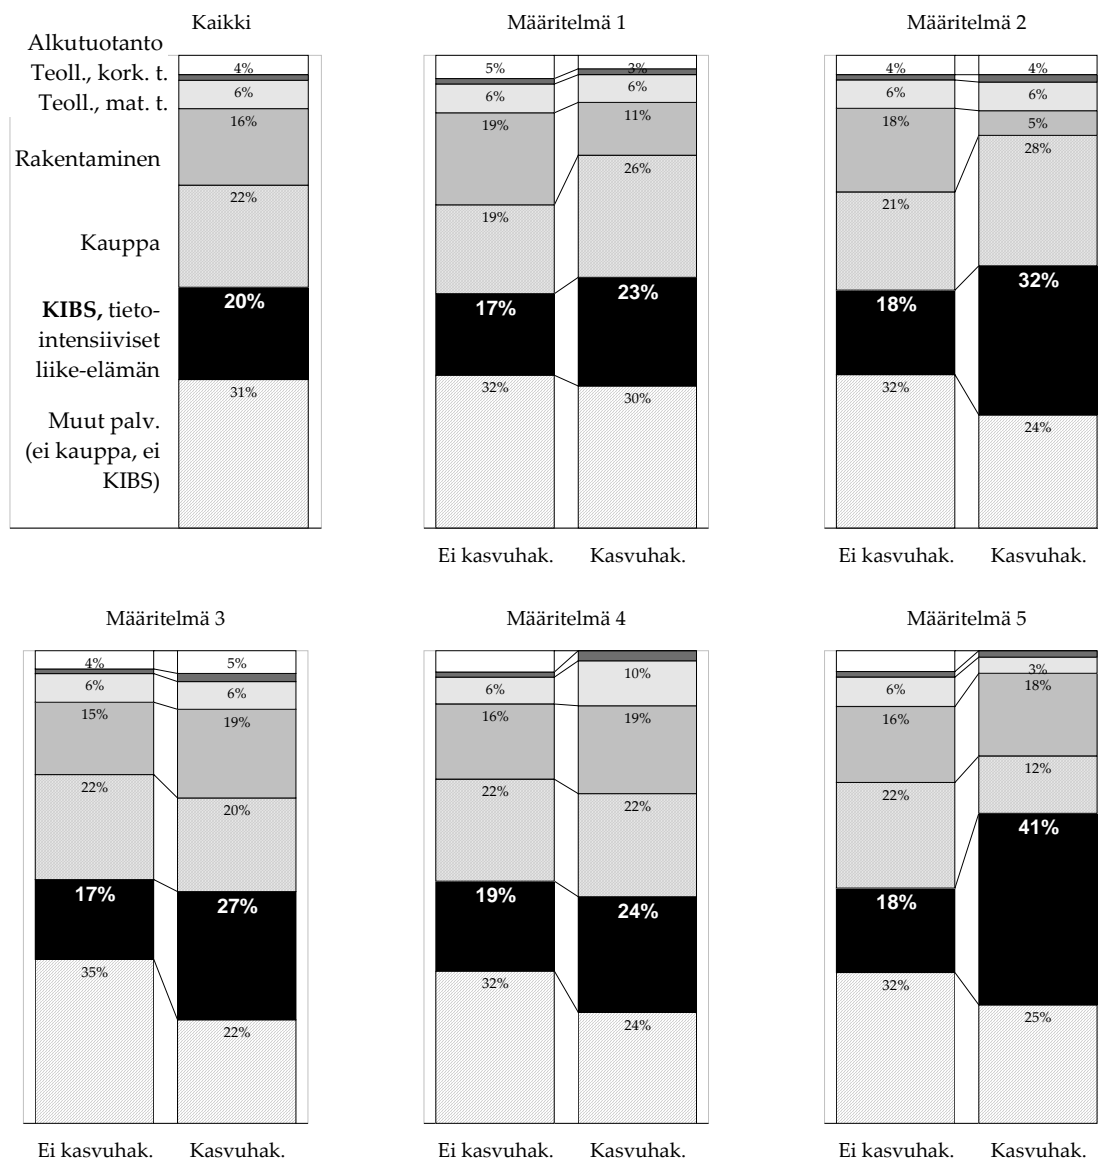 Kaikki
Määritelmä 1
Määritelmä 2
Alkutuotanto
Teoll., kork. t.
Teoll., mat. t.
Rakentaminen
Kauppa
KIBS, tieto-
intensiiviset
liike-elämän
Muut palv.
(ei kauppa, ei
KIBS)
4%
6%
16%
22%
20%
31%
5%
6%
19%
19%
17%
32%
3%
6%
11%
26%
23%
30%
4%
6%
18%
21%
18%
32%
4%
6%
5%
28%
32%
24%
Ei kasvuhak.
Kasvuhak.
Ei kasvuhak.
Kasvuhak.
Määritelmä 3
Määritelmä 4
Määritelmä 5
4%
6%
15%
22%
17%
35%
5%
6%
19%
20%
27%
22%
6%
16%
22%
19%
32%
10%
19%
22%
24%
24%
6%
16%
22%
18%
32%
3%
18%
12%
41%
25%
Ei kasvuhak.
Kasvuhak.
Ei kasvuhak.
Kasvuhak.
Ei kasvuhak.
Kasvuhak.